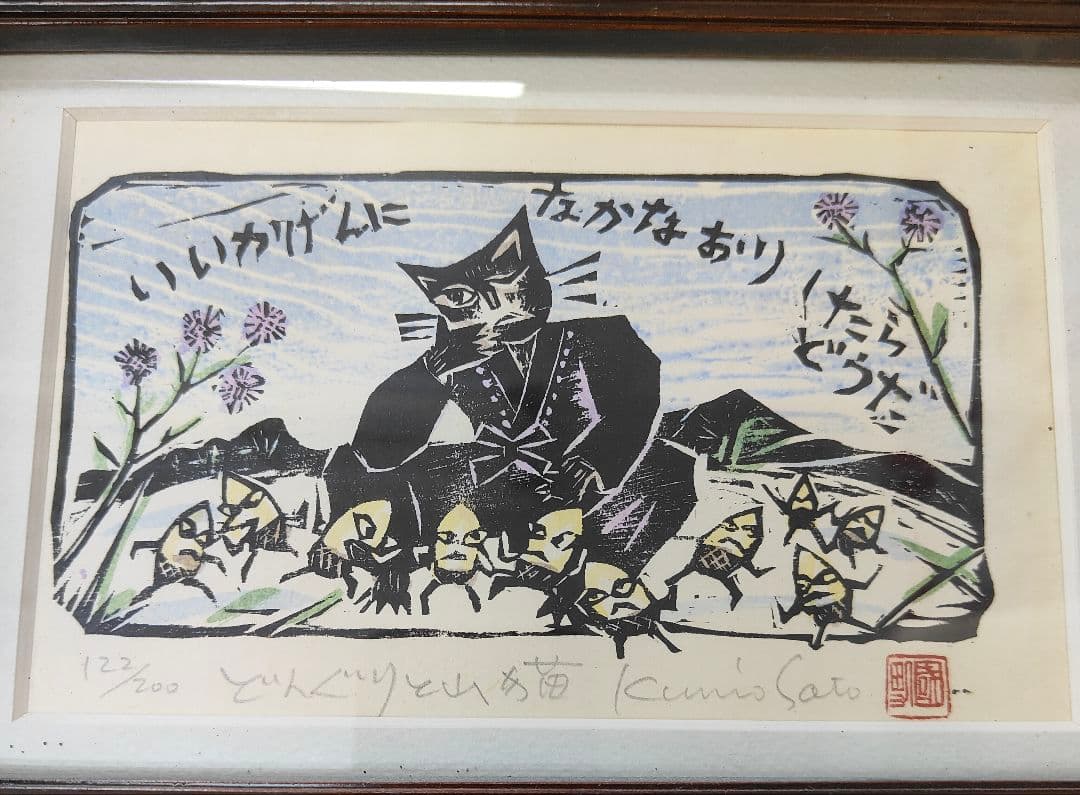 いいかげんに
なかなおり
したら
どうだ
122/200 どんぐりと山猫 Kunio Sato